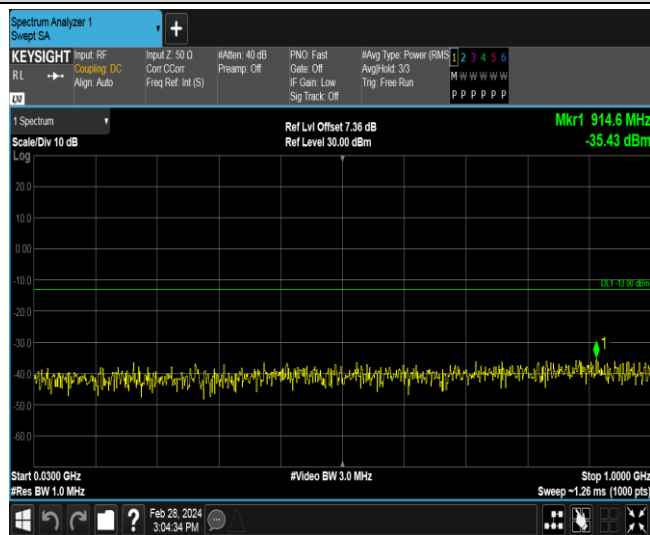 Spectrum Analyzer 1
Swept SA
+
KEYSIGHT Input: RF Input Z: 50 Ω #Atten: 40 dB PNO: Fast #Avg Type: Power (RMS 1 2 3 4 5 6
RL Coupling: DC Corr CCorr Preamp: Off Gate: Off Avg|Hold: 3/3 M W W W W W
Align: Auto Freq Ref: Int (S) IF Gain: Low Trig: Free Run
LXI Sig Track: Off P P P P P P
1 Spectrum
Ref Lvl Offset 7.36 dB Mkr1 914.6 MHz
Scale/Div 10 dB Ref Level 30.00 dBm -35.43 dBm
Log
20.0
10.0
0.00
-10.0
DL1 -13.00 dBm
-20.0
-30.0
1
-40.0
-50.0
-60.0
Start 0.0300 GHz #Video BW 3.0 MHz Stop 1.0000 GHz
#Res BW 1.0 MHz Sweep ~1.26 ms (1000 pts)
? Feb 28, 2024
3:04:34 PM